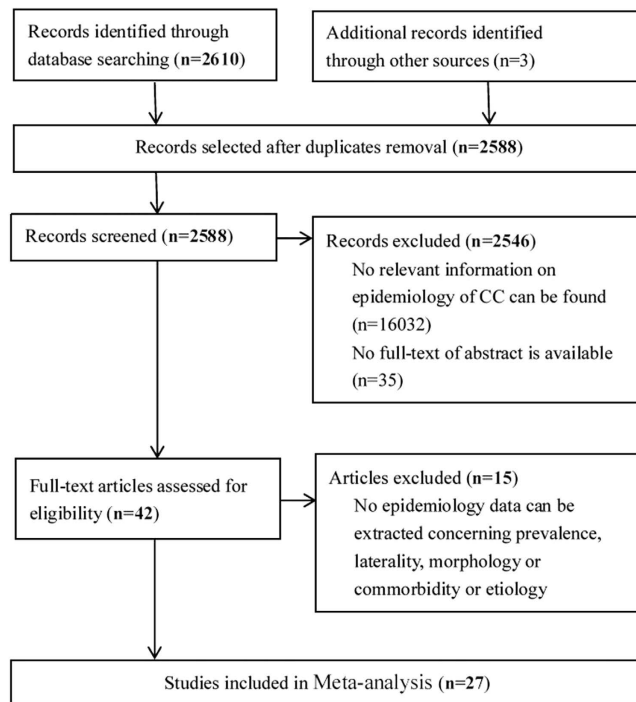 Records identified through
database searching (n=2610)
Additional records identified
through other sources (n=3)
Records selected after duplicates removal (n=2588)
Records screened (n=2588)
Records excluded (n=2546)
No relevant information on
epidemiology of CC can be found
(n=16032)
No full-text of abstract is available
(n=35)
Full-text articles assessed for
eligibility (n=42)
Articles excluded (n=15)
No epidemiology data can be
extracted concerning prevalence,
laterality, morphology or
commorbidity or etiology
Studies included in Meta-analysis (n=27)